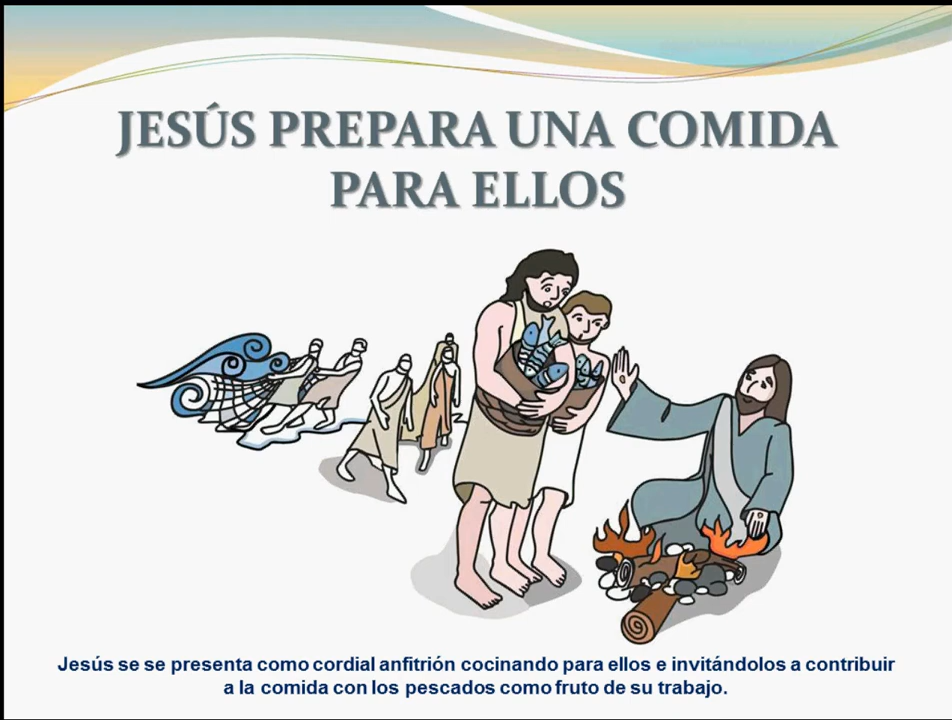 JESÚS PREPARA UNA COMIDA
PARA ELLOS
Jesús se se presenta como cordial anfitrión cocinando para ellos e invitándolos a contribuir
a la comida con los pescados como fruto de su trabajo.